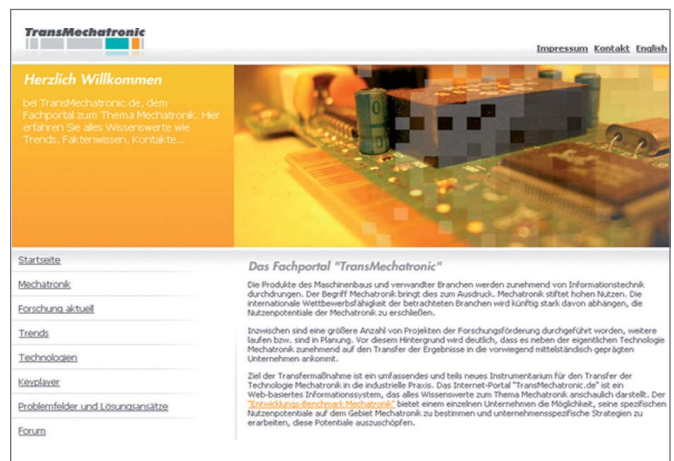 TransMechatronic
Impressum Kontakt English
Herzlich Willkommen
bei TransMechatronic.de, dem
Fachportal zum Thema Mechatronik. Hier
erfahren Sie alles Wissenswerte wie
Trends, Faktenwissen, Kontakte...
Startseite
Mechatronik
Forschung aktuell
Trends
Technologien
Keyplayer
Problemfelder und Lösungsansätze
Forum
Das Fachportal "TransMechatronic"
Die Produkte des Maschinenbaus und verwandter Branchen werden zunehmend von Informationstechnik
durchdrungen. Der Begriff Mechatronik bringt dies zum Ausdruck. Mechatronik stiftet hohen Nutzen. Die
internationale Wettbewerbsfähigkeit der betrachteten Branchen wird künftig stark davon abhängen, die
Nutzenpotentiale der Mechatronik zu erschließen.
Inzwischen sind eine größere Anzahl von Projekten der Forschungsförderung durchgeführt worden, weitere
laufen bzw. sind in Planung. Vor diesem Hintergrund wird deutlich, dass es neben der eigentlichen Technologie
Mechatronik zunehmend auf den Transfer der Ergebnisse in die vorwiegend mittelständisch geprägten
Unternehmen ankommt.
Ziel der Transfermaßnahme ist ein umfassendes und teils neues Instrumentarium für den Transfer der
Technologie Mechatronik in die industrielle Praxis. Das Internet-Portal "TransMechatronic.de" ist ein
Web-basiertes Informationssystem, das alles Wissenswerte zum Thema Mechatronik anschaulich darstellt. Der
"Entwicklungs-Benchmark Mechatronik" bietet einem einzelnen Unternehmen die Möglichkeit, seine spezifischen
Nutzenpotentiale auf dem Gebiet Mechatronik zu bestimmen und unternehmensspezifische Strategien zu
erarbeiten, diese Potentiale auszuschöpfen.